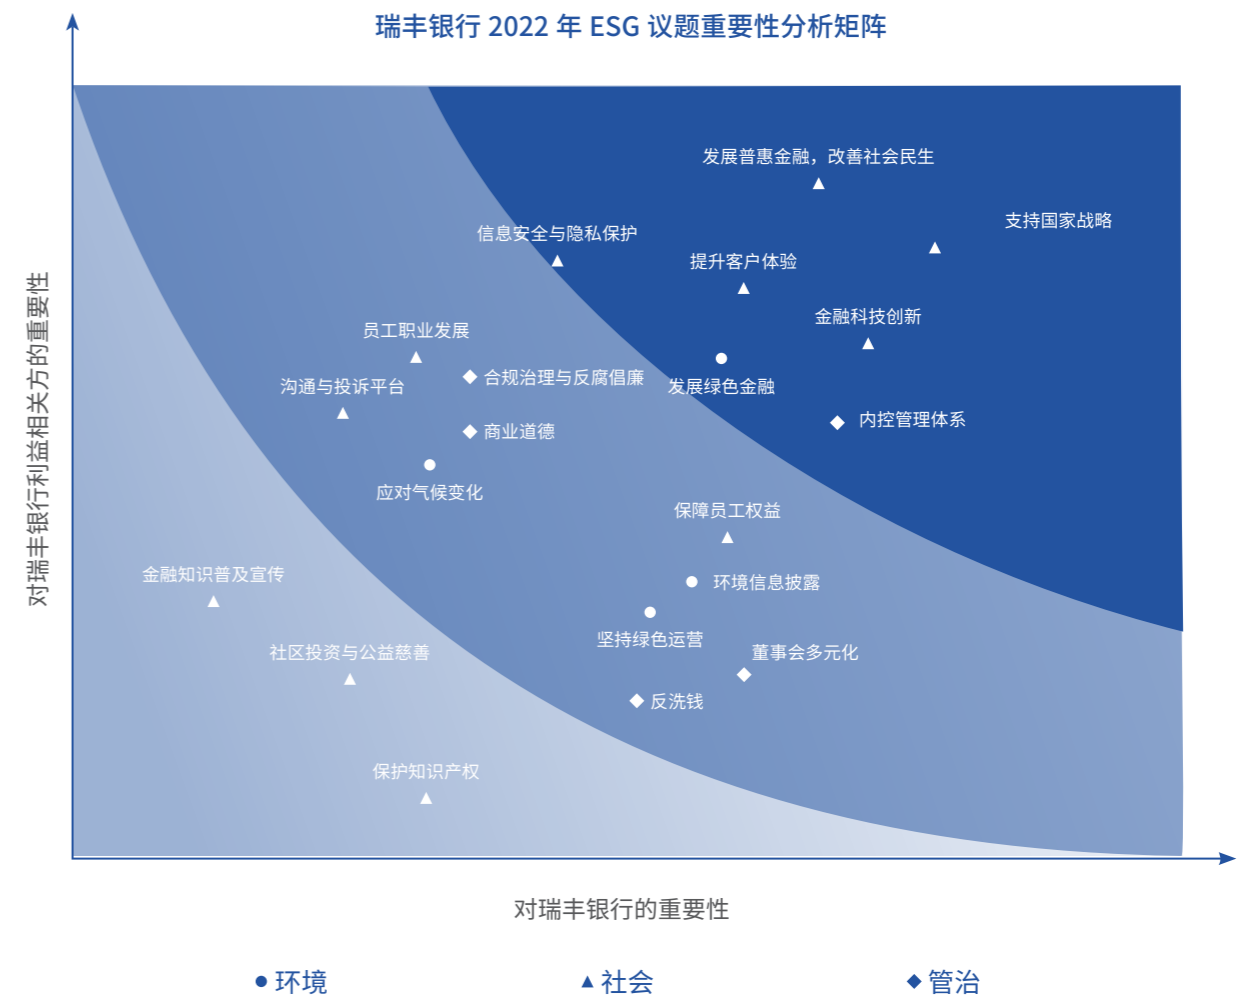 瑞丰银行 2022 年 ESG 议题重要性分析矩阵
对瑞丰银行利益相关方的重要性
发展普惠金融，改善社会民生
支持国家战略
信息安全与隐私保护
提升客户体验
金融科技创新
员工职业发展
合规治理与反腐倡廉
沟通与投诉平台
发展绿色金融
内控管理体系
商业道德
应对气候变化
保障员工权益
金融知识普及宣传
环境信息披露
坚持绿色运营
社区投资与公益慈善
董事会多元化
反洗钱
保护知识产权
对瑞丰银行的重要性
环境
社会
管治